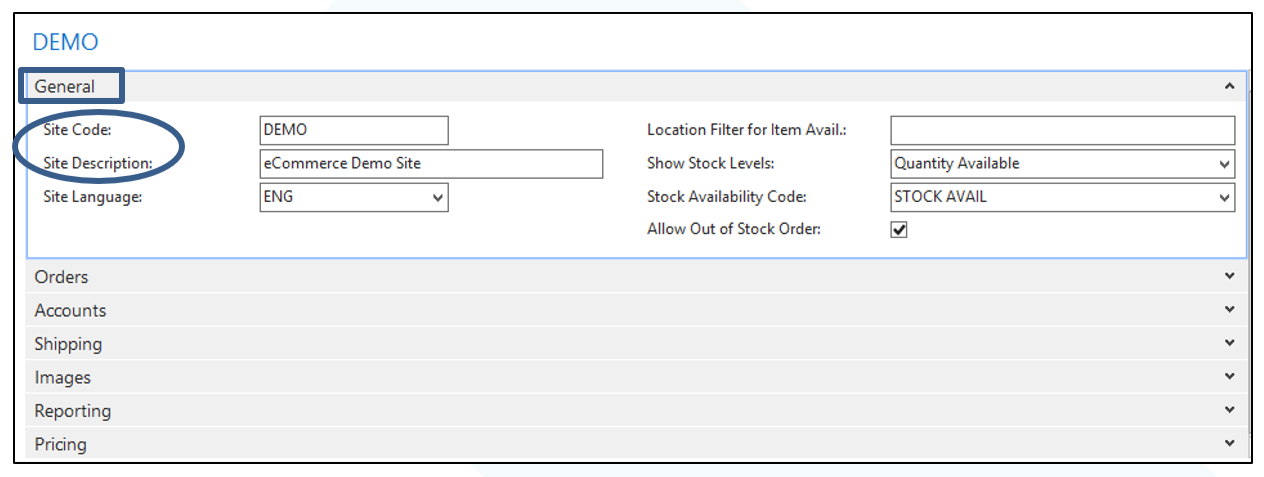 DEMO
General
Site Code: DEMO
Site Description: eCommerce Demo Site
Site Language: ENG
Location Filter for Item Avail.:
Show Stock Levels: Quantity Available
Stock Availability Code: STOCK AVAIL
Allow Out of Stock Order:
Orders
Accounts
Shipping
Images
Reporting
Pricing